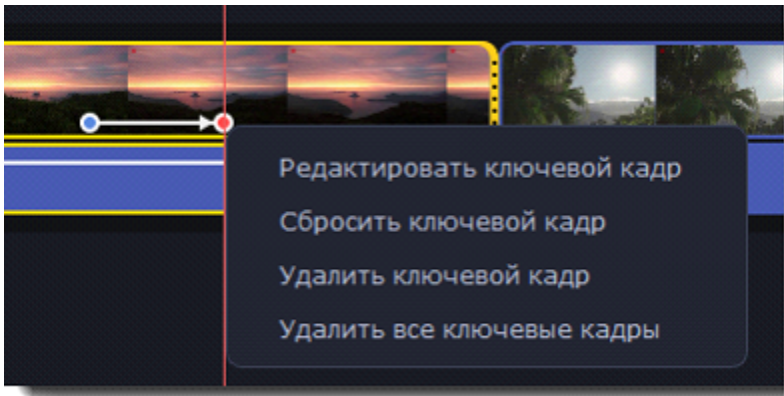 Редактировать ключевой кадр
Сбросить ключевой кадр
Удалить ключевой кадр
Удалить все ключевые кадры